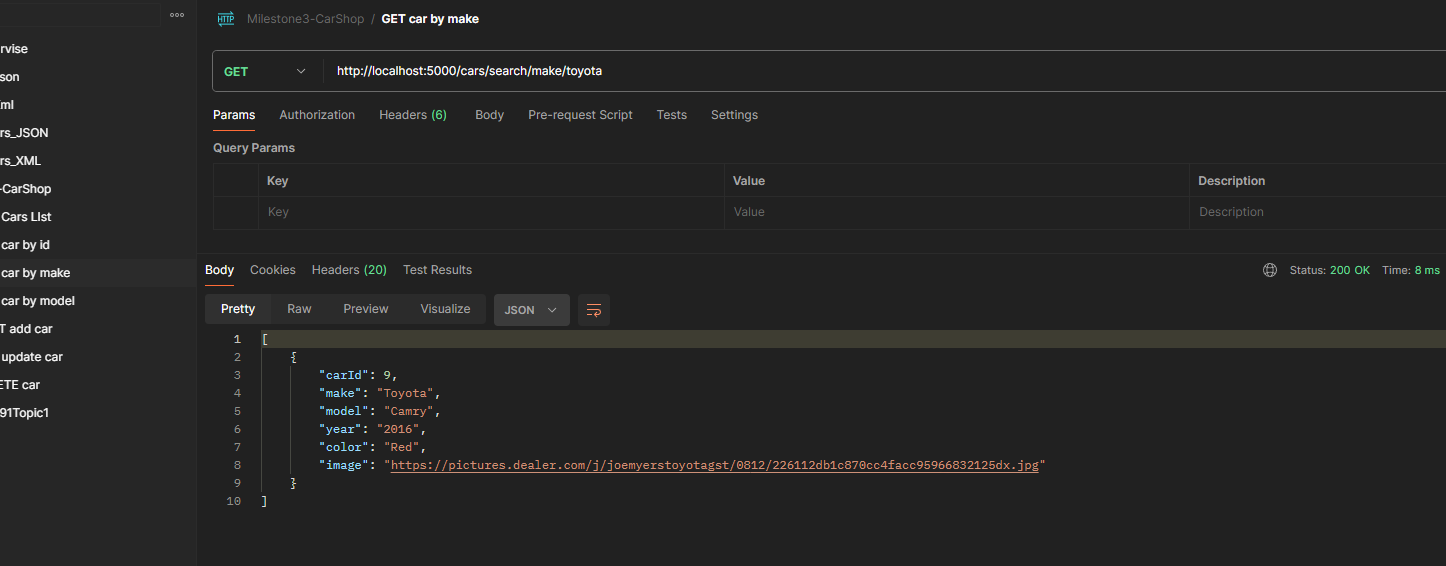 HTTP Milestone3-CarShop / GET car by make
rvise
son
ml
rs_JSON
rs_XML
-CarShop
Cars LIst
car by id
car by make
car by model
T add car
update car
ETE car
91Topic1
GET http://localhost:5000/cars/search/make/toyota
Params Authorization Headers (6) Body Pre-request Script Tests Settings
Query Params
Key Value Description
Key Value Description
Body Cookies Headers (20) Test Results Status: 200 OK Time: 8 ms
Pretty Raw Preview Visualize JSON
1 [
2 {
3 "carId": 9,
4 "make": "Toyota",
5 "model": "Camry",
6 "year": "2016",
7 "color": "Red",
8 "image": "https://pictures.dealer.com/j/joemyerstoyotagst/0812/226112db1c870cc4facc95966832125dx.jpg"
9 }
10 ]